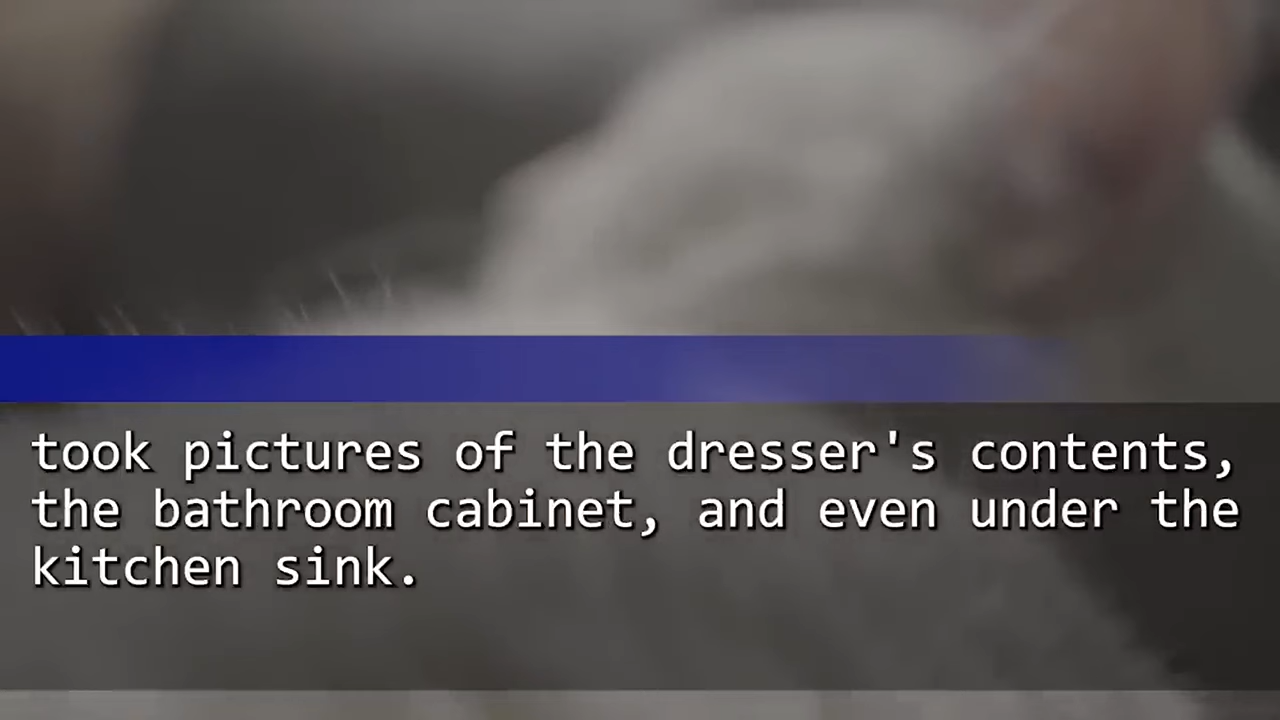 took pictures of the dresser's contents,
the bathroom cabinet, and even under the
kitchen sink.